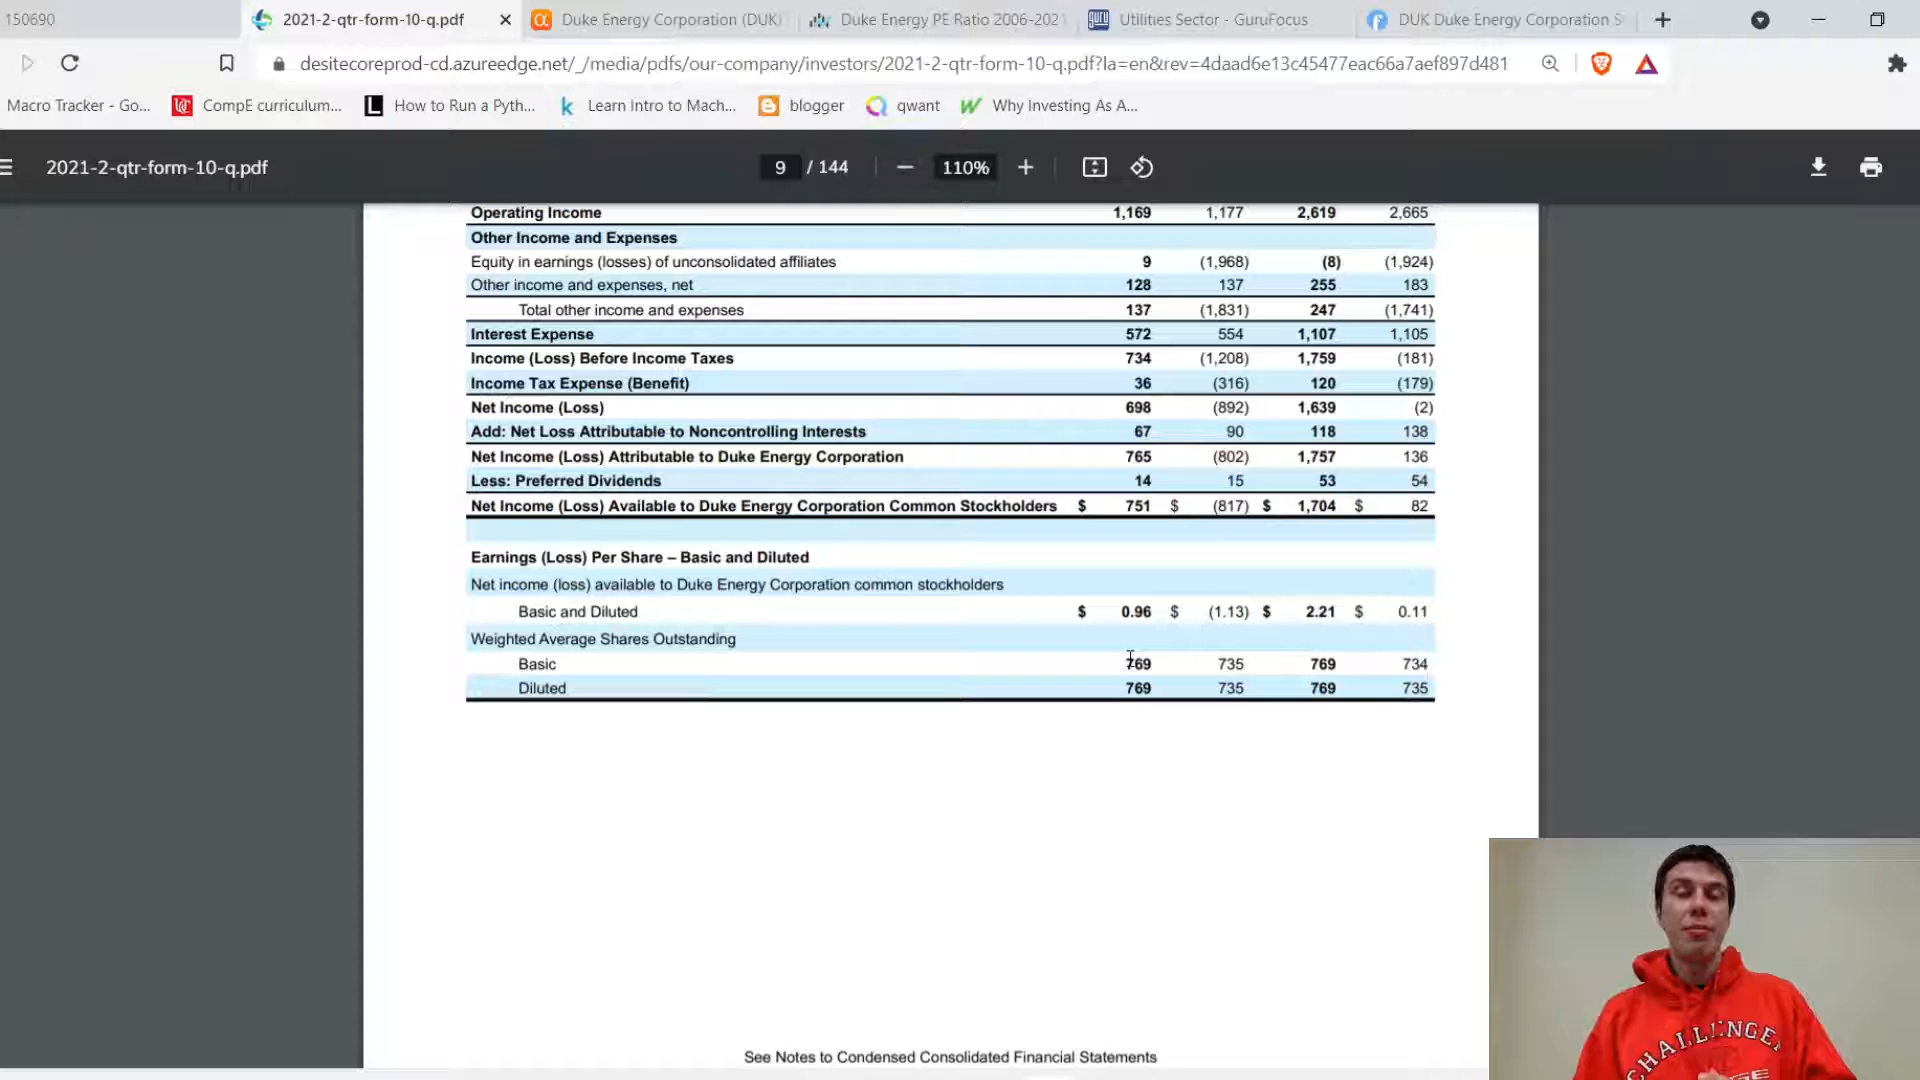 150690
2021-2-qtr-form-10-q.pdf
Duke Energy Corporation (DUK)
Duke Energy PE Ratio 2006-2021
guru Utilities Sector - GuruFocus
DUK Duke Energy Corporation S
desitecoreprod-cd.azureedge.net/_/media/pdfs/our-company/investors/2021-2-qtr-form-10-q.pdf?la=en&rev=4daad6e13c45477eac66a7aef897d481
Macro Tracker - Go...
CompE curriculum...
L How to Run a Pyth...
k Learn Intro to Mach...
blogger
qwant
W Why Investing As A...
2021-2-qtr-form-10-q.pdf
9 / 144
110%
Operating Income 1,169 1,177 2,619 2,665
Other Income and Expenses
Equity in earnings (losses) of unconsolidated affiliates 9 (1,968) (8) (1,924)
Other income and expenses, net 128 137 255 183
Total other income and expenses 137 (1,831) 247 (1,741)
Interest Expense 572 554 1,107 1,105
Income (Loss) Before Income Taxes 734 (1,208) 1,759 (181)
Income Tax Expense (Benefit) 36 (316) 120 (179)
Net Income (Loss) 698 (892) 1,639 (2)
Add: Net Loss Attributable to Noncontrolling Interests 67 90 118 138
Net Income (Loss) Attributable to Duke Energy Corporation 765 (802) 1,757 136
Less: Preferred Dividends 14 15 53 54
Net Income (Loss) Available to Duke Energy Corporation Common Stockholders $ 751 $ (817) $ 1,704 $ 82
Earnings (Loss) Per Share – Basic and Diluted
Net income (loss) available to Duke Energy Corporation common stockholders
Basic and Diluted $ 0.96 $ (1.13) $ 2.21 $ 0.11
Weighted Average Shares Outstanding
Basic 769 735 769 734
Diluted 769 735 769 735
See Notes to Condensed Consolidated Financial Statements
CHALLENGE